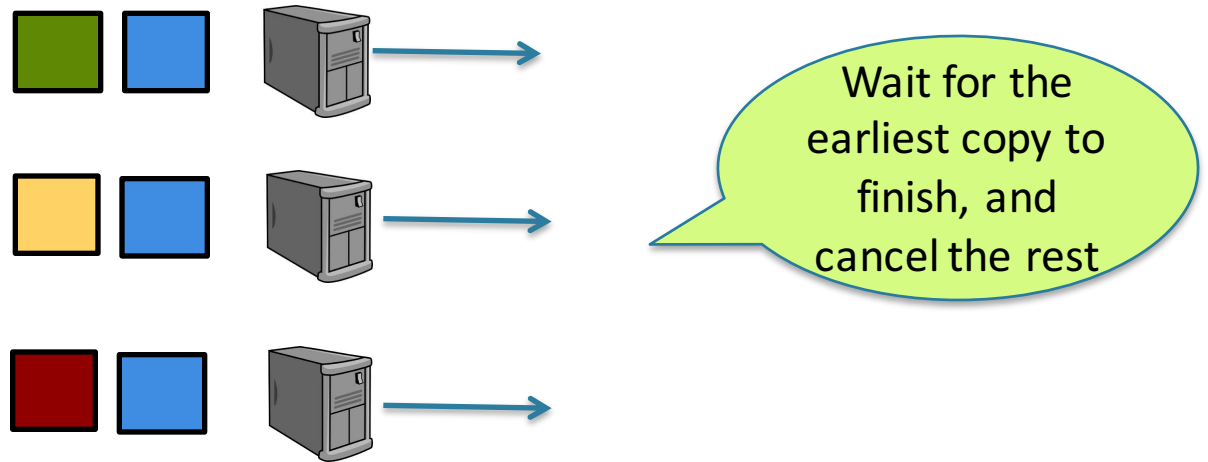 Wait for the
earliest copy to
finish, and
cancel the rest